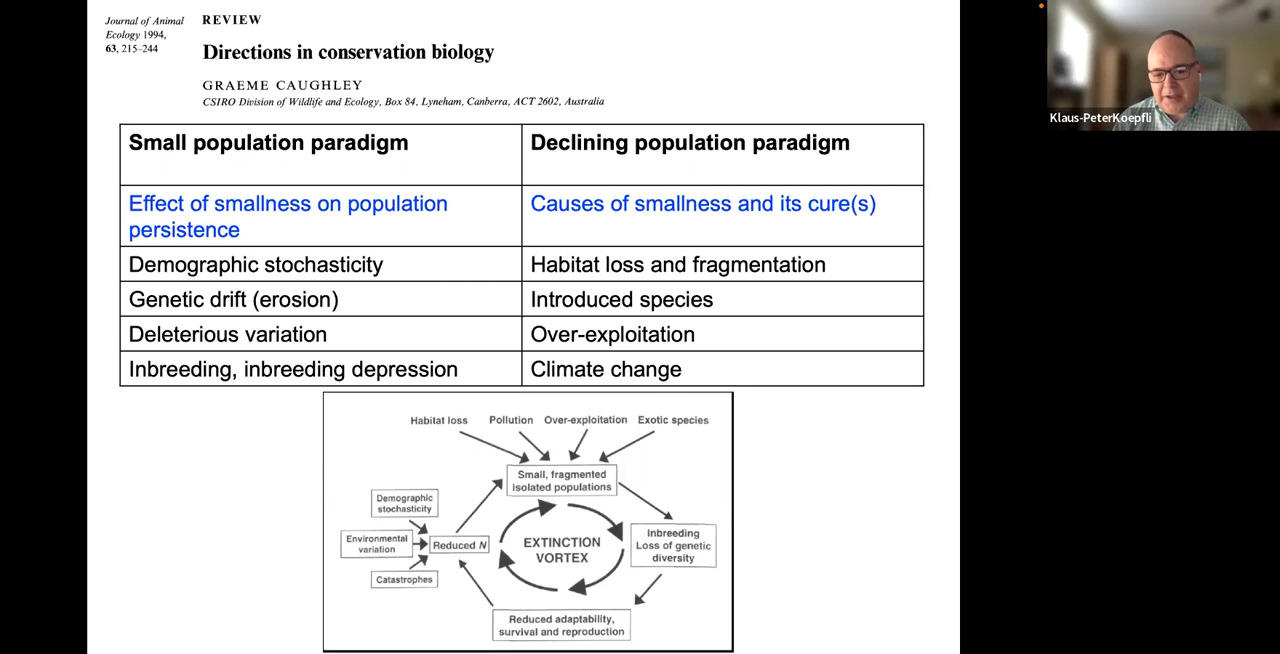 Journal of Animal
Ecology 1994,
63, 215–244
REVIEW
Directions in conservation biology
GRAEME CAUGHLEY
CSIRO Division of Wildlife and Ecology, Box 84, Lyneham, Canberra, ACT 2602, Australia
Small population paradigm
Declining population paradigm
Effect of smallness on population
persistence
Causes of smallness and its cure(s)
Demographic stochasticity
Habitat loss and fragmentation
Genetic drift (erosion)
Introduced species
Deleterious variation
Over-exploitation
Inbreeding, inbreeding depression
Climate change
Habitat loss
Pollution
Over-exploitation
Exotic species
Small, fragmented
isolated populations
Demographic
stochasticity
Environmental
variation
Catastrophes
Reduced N
EXTINCTION
VORTEX
Inbreeding
Loss of genetic
diversity
Reduced adaptability,
survival and reproduction
Klaus-PeterKoepfli